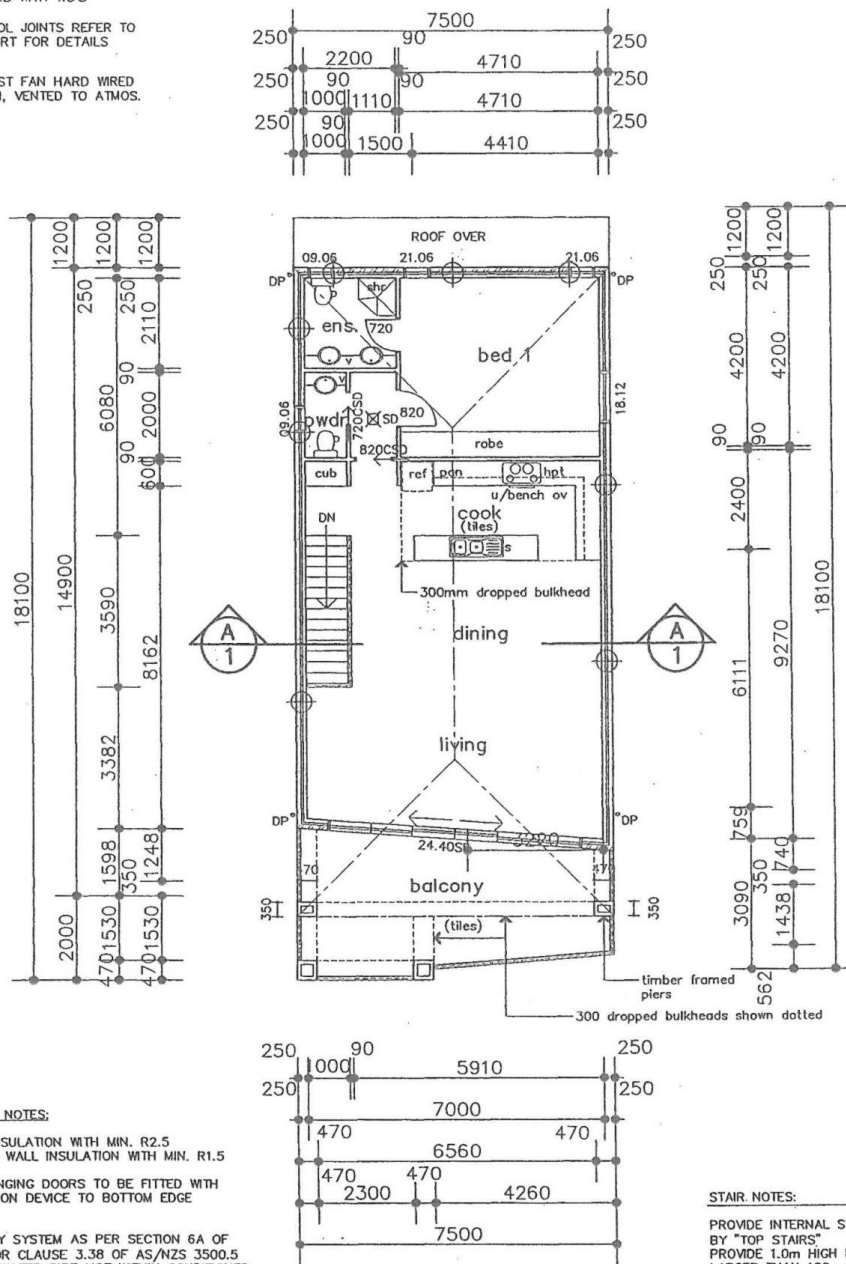 OL JOINTS REFER TO
RT FOR DETAILS
ST FAN HARD WIRED
, VENTED TO ATMOS.
7500
250 90 250
2200 4710
250 90 90 250
1000 1110 4710
250 90 250
1000 1500 4410
ROOF OVER
09.06 21.06 21.06
DP DP
shr
ens. 720
bed 1
v
v
pwdr
720CSD
SD 820
09.06
18.12
robe
820CSD
cub ref pan hpt
u/bench ov
cook
(tiles)
s
DN
300mm dropped bulkhead
A
1
A
1
dining
living
DP DP
24.40SD
70 470
balcony
350 350
(tiles)
timber framed
piers
300 dropped bulkheads shown dotted
18100
1200
14900
2000
1200
250
6080
3590
3382
1598
350
1530
470
1200
250
2110
90
2000
90
600
8162
1248
1530
470
1200
250
4200
90
2400
6111
759
3090
1200
250
4200
90
9270
740
350
1438
562
18100
250 90 250
1000 5910
250 250
7000
470 470
6560
470 470
2300 4260
7500
NOTES:
SULATION WITH MIN. R2.5
WALL INSULATION WITH MIN. R1.5
NGING DOORS TO BE FITTED WITH
ON DEVICE TO BOTTOM EDGE
Y SYSTEM AS PER SECTION 6A OF
OR CLAUSE 3.38 OF AS/NZS 3500.5
STAIR NOTES:
PROVIDE INTERNAL S
BY "TOP STAIRS"
PROVIDE 1.0m HIGH